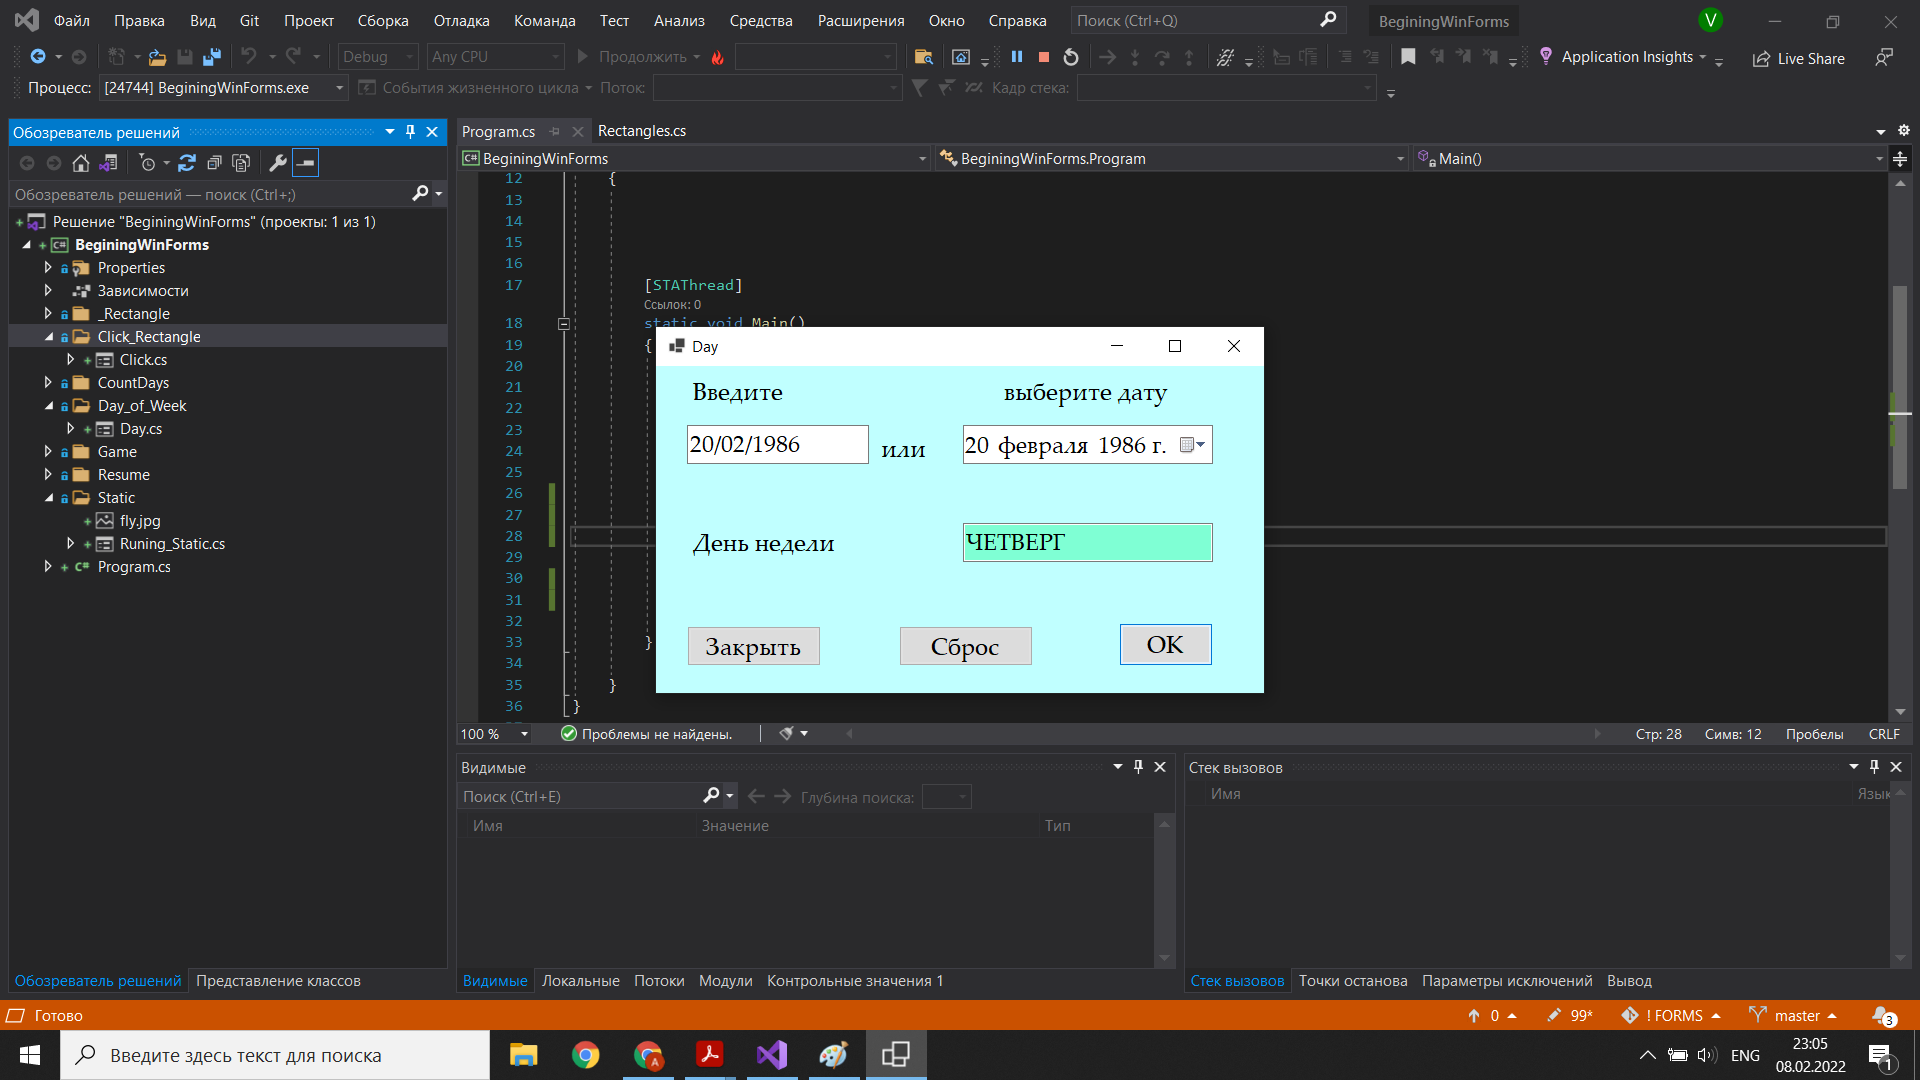 Файл Правка Вид Git Проект Сборка Отладка Команда Тест Анализ Средства Расширения Окно Справка Поиск (Ctrl+Q) BeginingWinForms V
Debug Any CPU Продолжить Application Insights Live Share
Процесс: [24744] BeginingWinForms.exe События жизненного цикла Поток: Кадр стека:
Обозреватель решений
Обозреватель решений — поиск (Ctrl+;)
Решение "BeginingWinForms" (проекты: 1 из 1)
BeginingWinForms
Properties
Зависимости
_Rectangle
Click_Rectangle
Click.cs
CountDays
Day_of_Week
Day.cs
Game
Resume
Static
fly.jpg
Runing_Static.cs
Program.cs
Обозреватель решений Представление классов
Program.cs Rectangles.cs
BeginingWinForms BeginingWinForms.Program Main()
12 {
13
14
15
16
17 [STAThread]
Ссылок: 0
18 static void Main()
19 {
20
21
22
23
24
25
26
27
28
29
30
31
32
33 }
34
35 }
36 }
Day
Введите выберите дату
20/02/1986 или 20 февраля 1986 г.
День недели ЧЕТВЕРГ
Закрыть Сброс OK
100 % Проблемы не найдены. Стр: 28 Симв: 12 Пробелы CRLF
Видимые
Поиск (Ctrl+E) Глубина поиска:
Имя Значение Тип
Видимые Локальные Потоки Модули Контрольные значения 1
Стек вызовов
Имя Язык
Стек вызовов Точки останова Параметры исключений Вывод
Готово 0 99* ! FORMS master 3
Введите здесь текст для поиска
ENG 23:05
08.02.2022 1